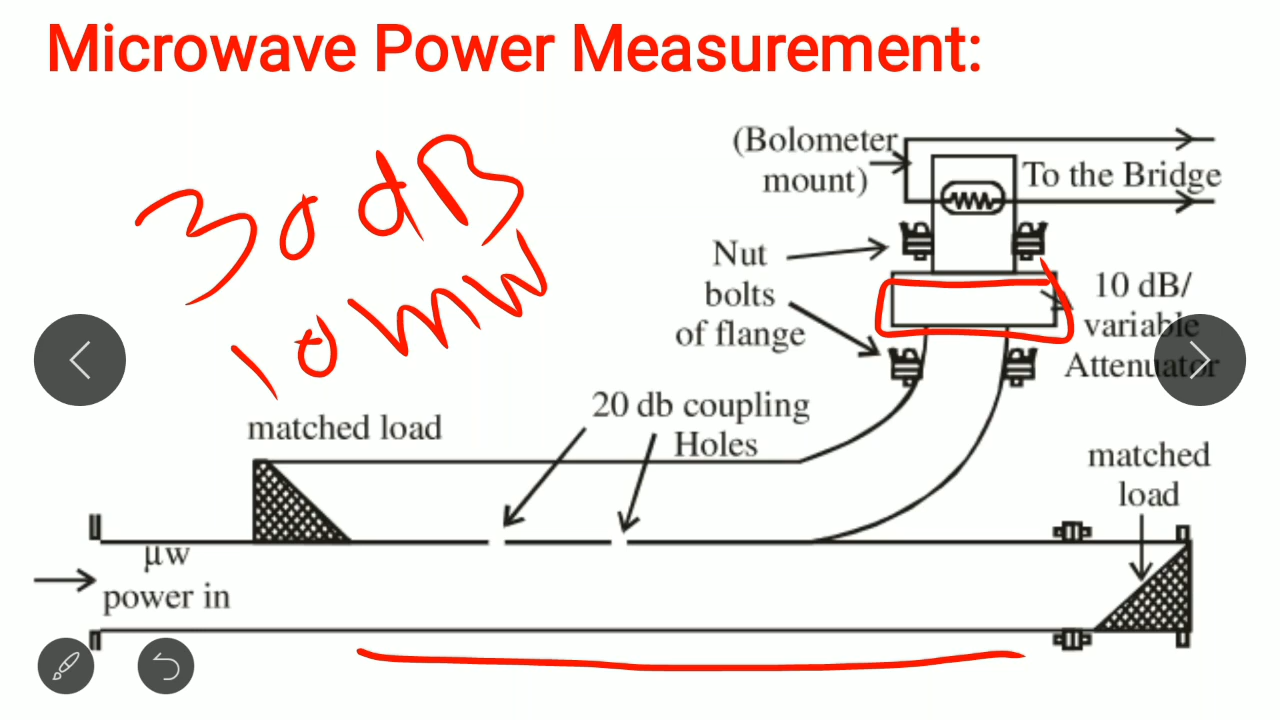 Microwave Power Measurement:
30 dB
10 mW
(Bolometer
mount)
To the Bridge
Nut
bolts
of flange
10 dB/
variable
Attenuator
20 db coupling
Holes
matched load
matched
load
μw
power in